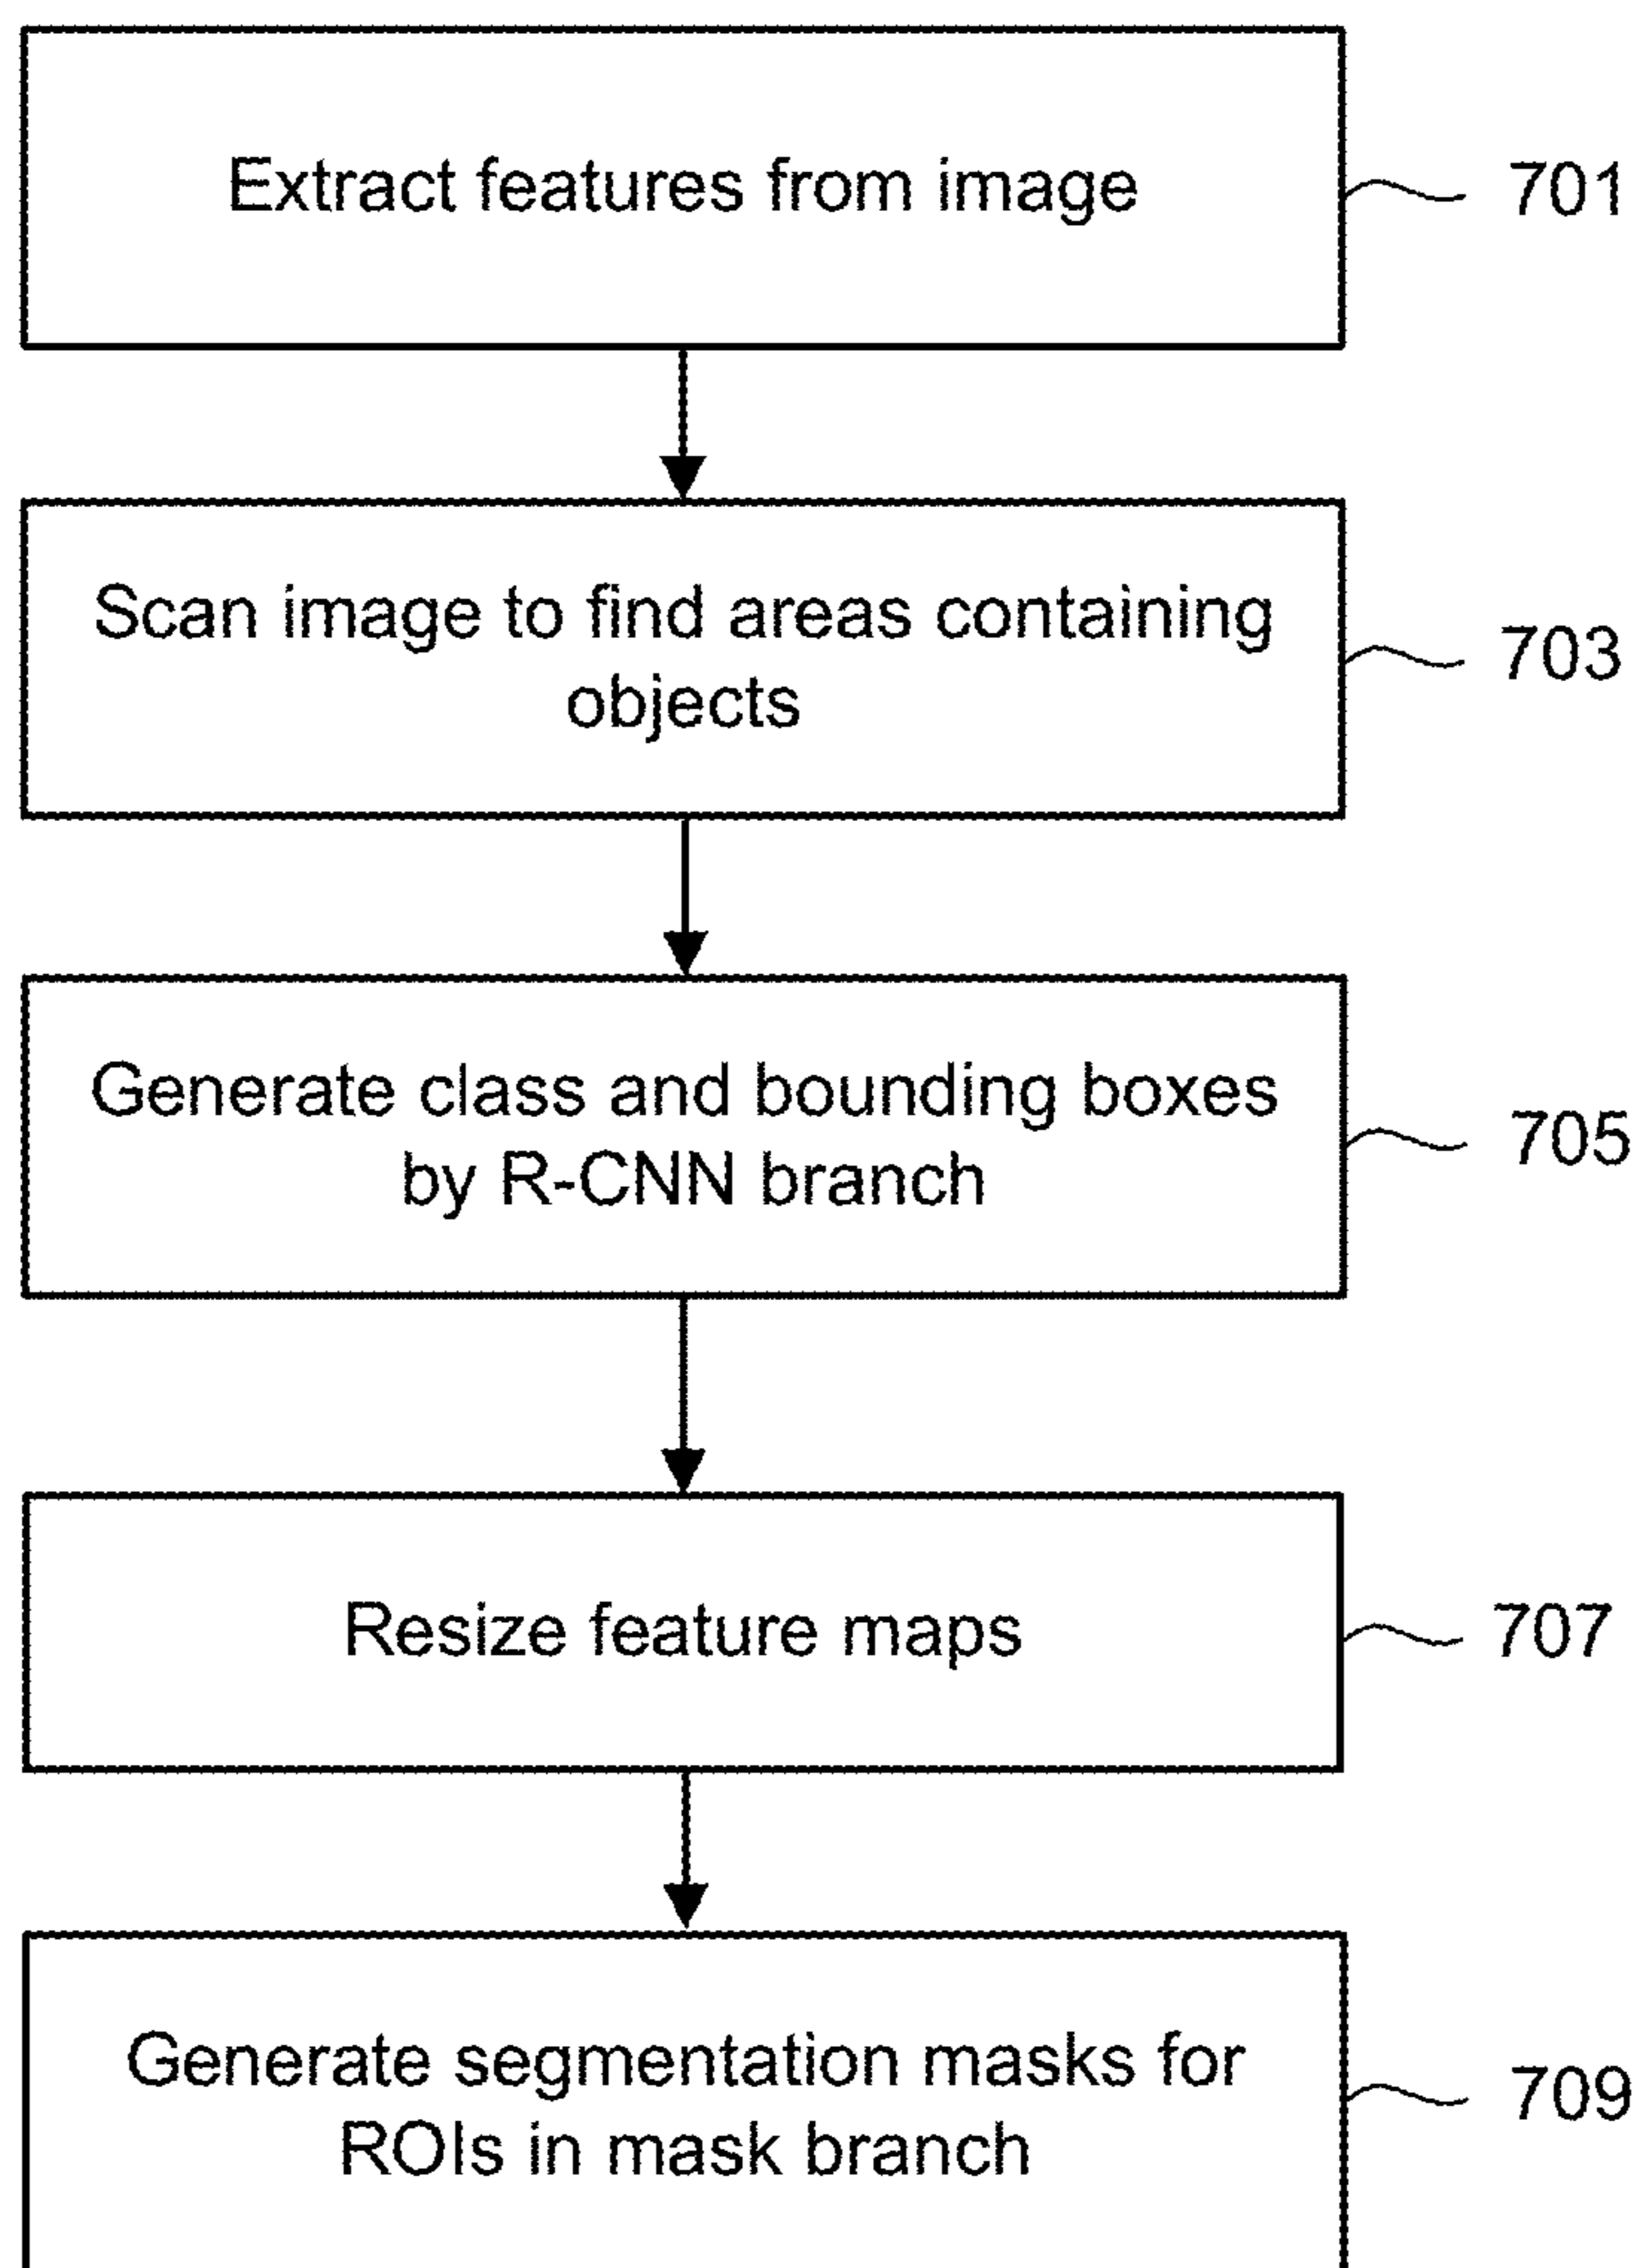 Extract features from image
701
Scan image to find areas containing
objects
703
Generate class and bounding boxes
by R-CNN branch
705
Resize feature maps
707
Generate segmentation masks for
ROIs in mask branch
709